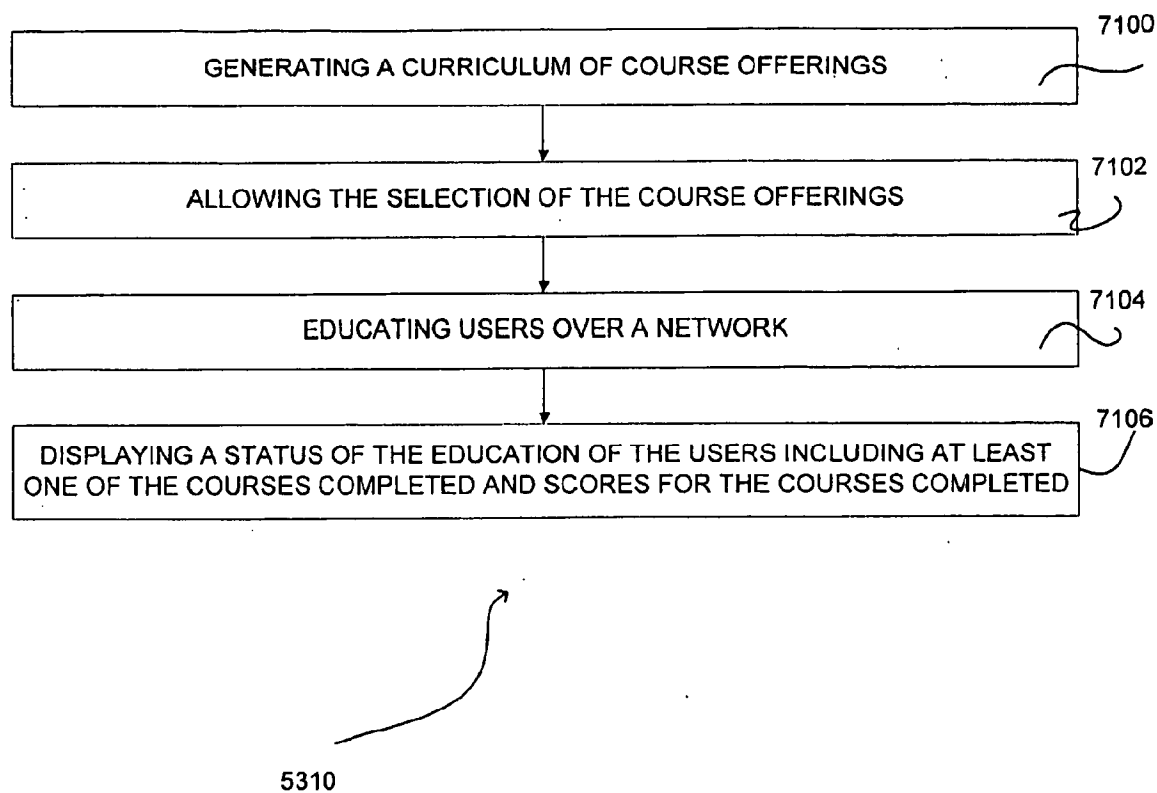 7100
GENERATING A CURRICULUM OF COURSE OFFERINGS
7102
ALLOWING THE SELECTION OF THE COURSE OFFERINGS
7104
EDUCATING USERS OVER A NETWORK
7106
DISPLAYING A STATUS OF THE EDUCATION OF THE USERS INCLUDING AT LEAST
ONE OF THE COURSES COMPLETED AND SCORES FOR THE COURSES COMPLETED
5310